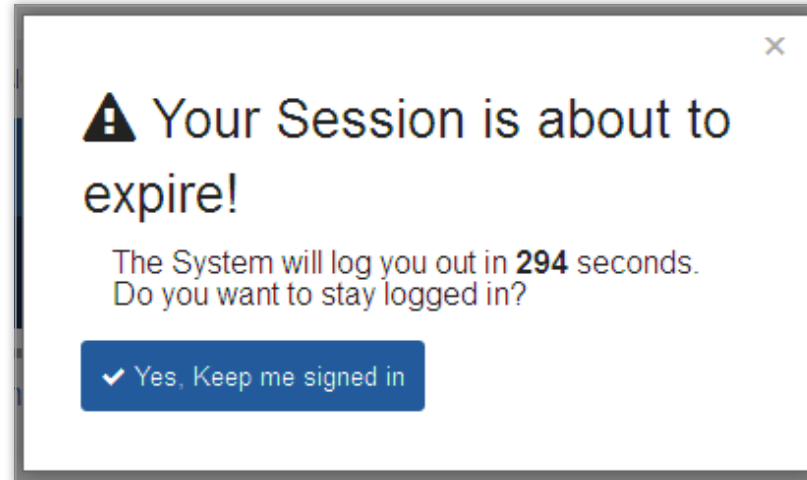 ×
Your Session is about to
expire!
The System will log you out in 294 seconds.
Do you want to stay logged in?
Yes, Keep me signed in